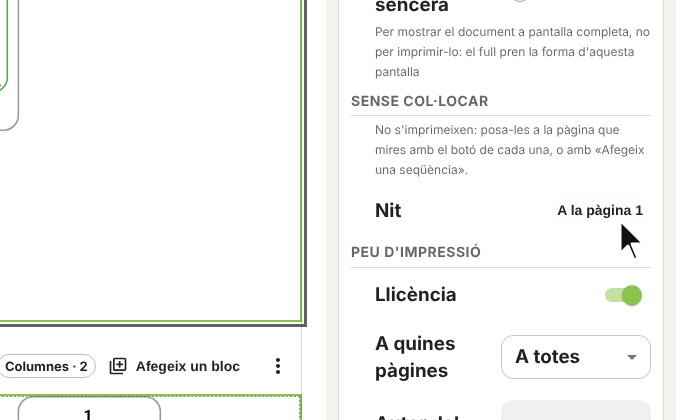 sencera
Per mostrar el document a pantalla completa, no
per imprimir-lo: el full pren la forma d'aquesta
pantalla
SENSE COL·LOCAR
No s'imprimeixen: posa-les a la pàgina que
mires amb el botó de cada una, o amb «Afegeix
una seqüència».
Nit
A la pàgina 1
PEU D'IMPRESSIÓ
Llicència
A quines
pàgines
A totes
Columnes · 2
Afegeix un bloc
1